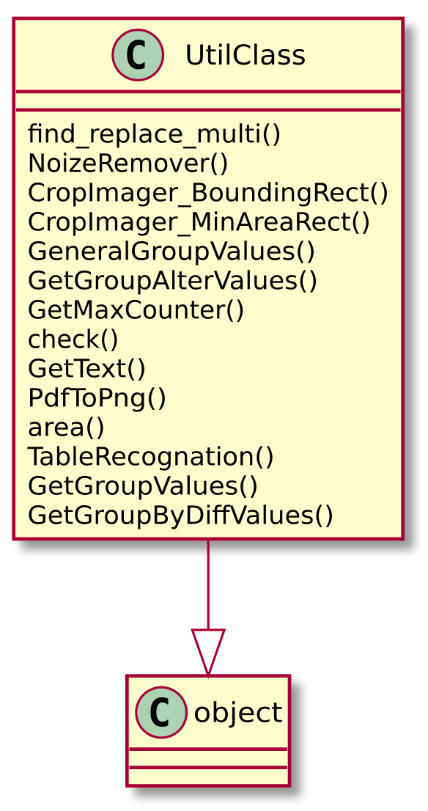 C UtilClass
find_replace_multi()
NoizeRemover()
CropImager_BoundingRect()
CropImager_MinAreaRect()
GeneralGroupValues()
GetGroupAlterValues()
GetMaxCounter()
check()
GetText()
PdfToPng()
area()
TableRecognation()
GetGroupValues()
GetGroupByDiffValues()
C object